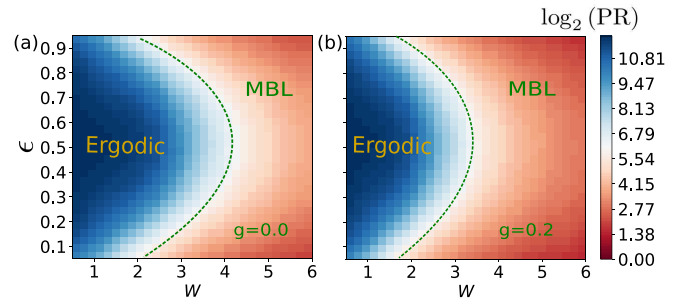 log₂ (PR)
(a)
0.9
0.8
0.7
0.6
0.5
0.4
0.3
0.2
0.1
ϵ
MBL
Ergodic
g=0.0
1 2 3 4 5 6
W
(b)
MBL
Ergodic
g=0.2
1 2 3 4 5 6
W
10.81
9.47
8.13
6.79
5.43
4.15
2.77
1.38
0.00